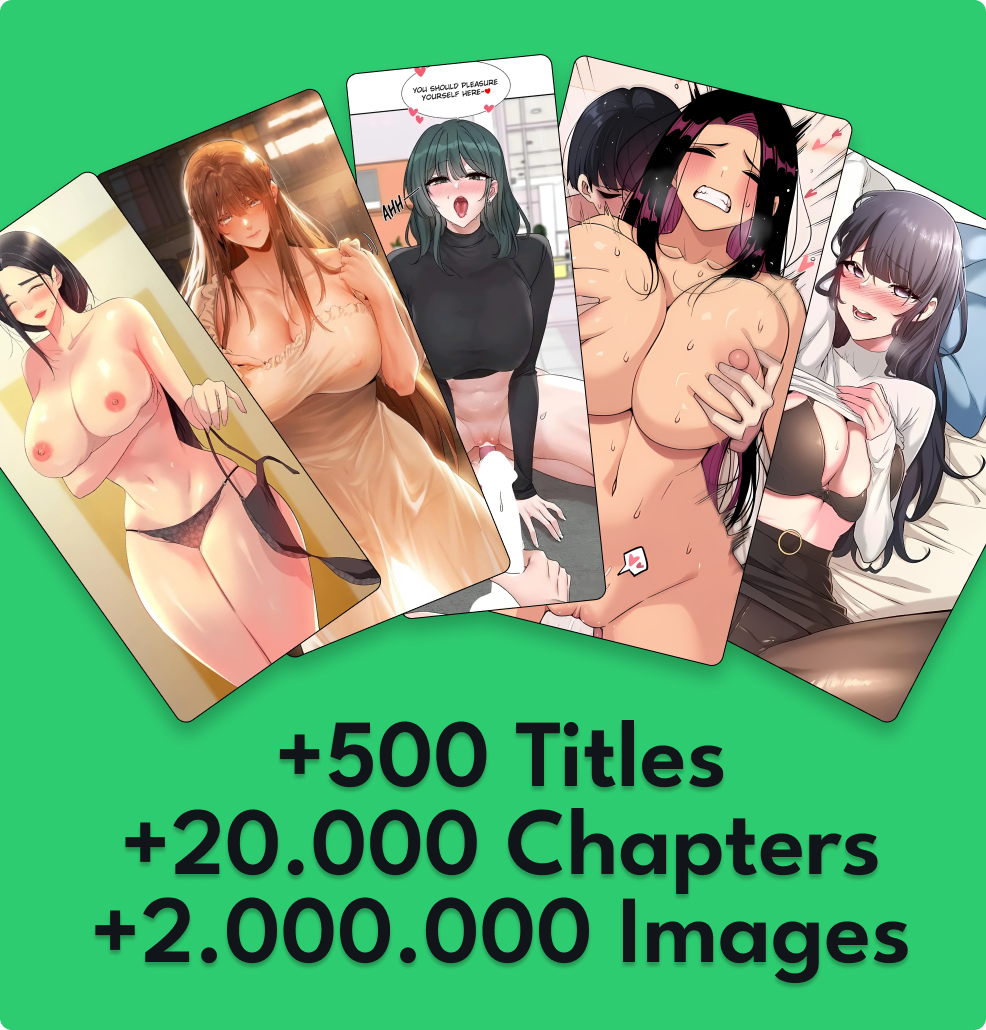 YOU SHOULD PLEASURE
YOURSELF HERE~
AHH~
+500 Titles
+20.000 Chapters
+2.000.000 Images